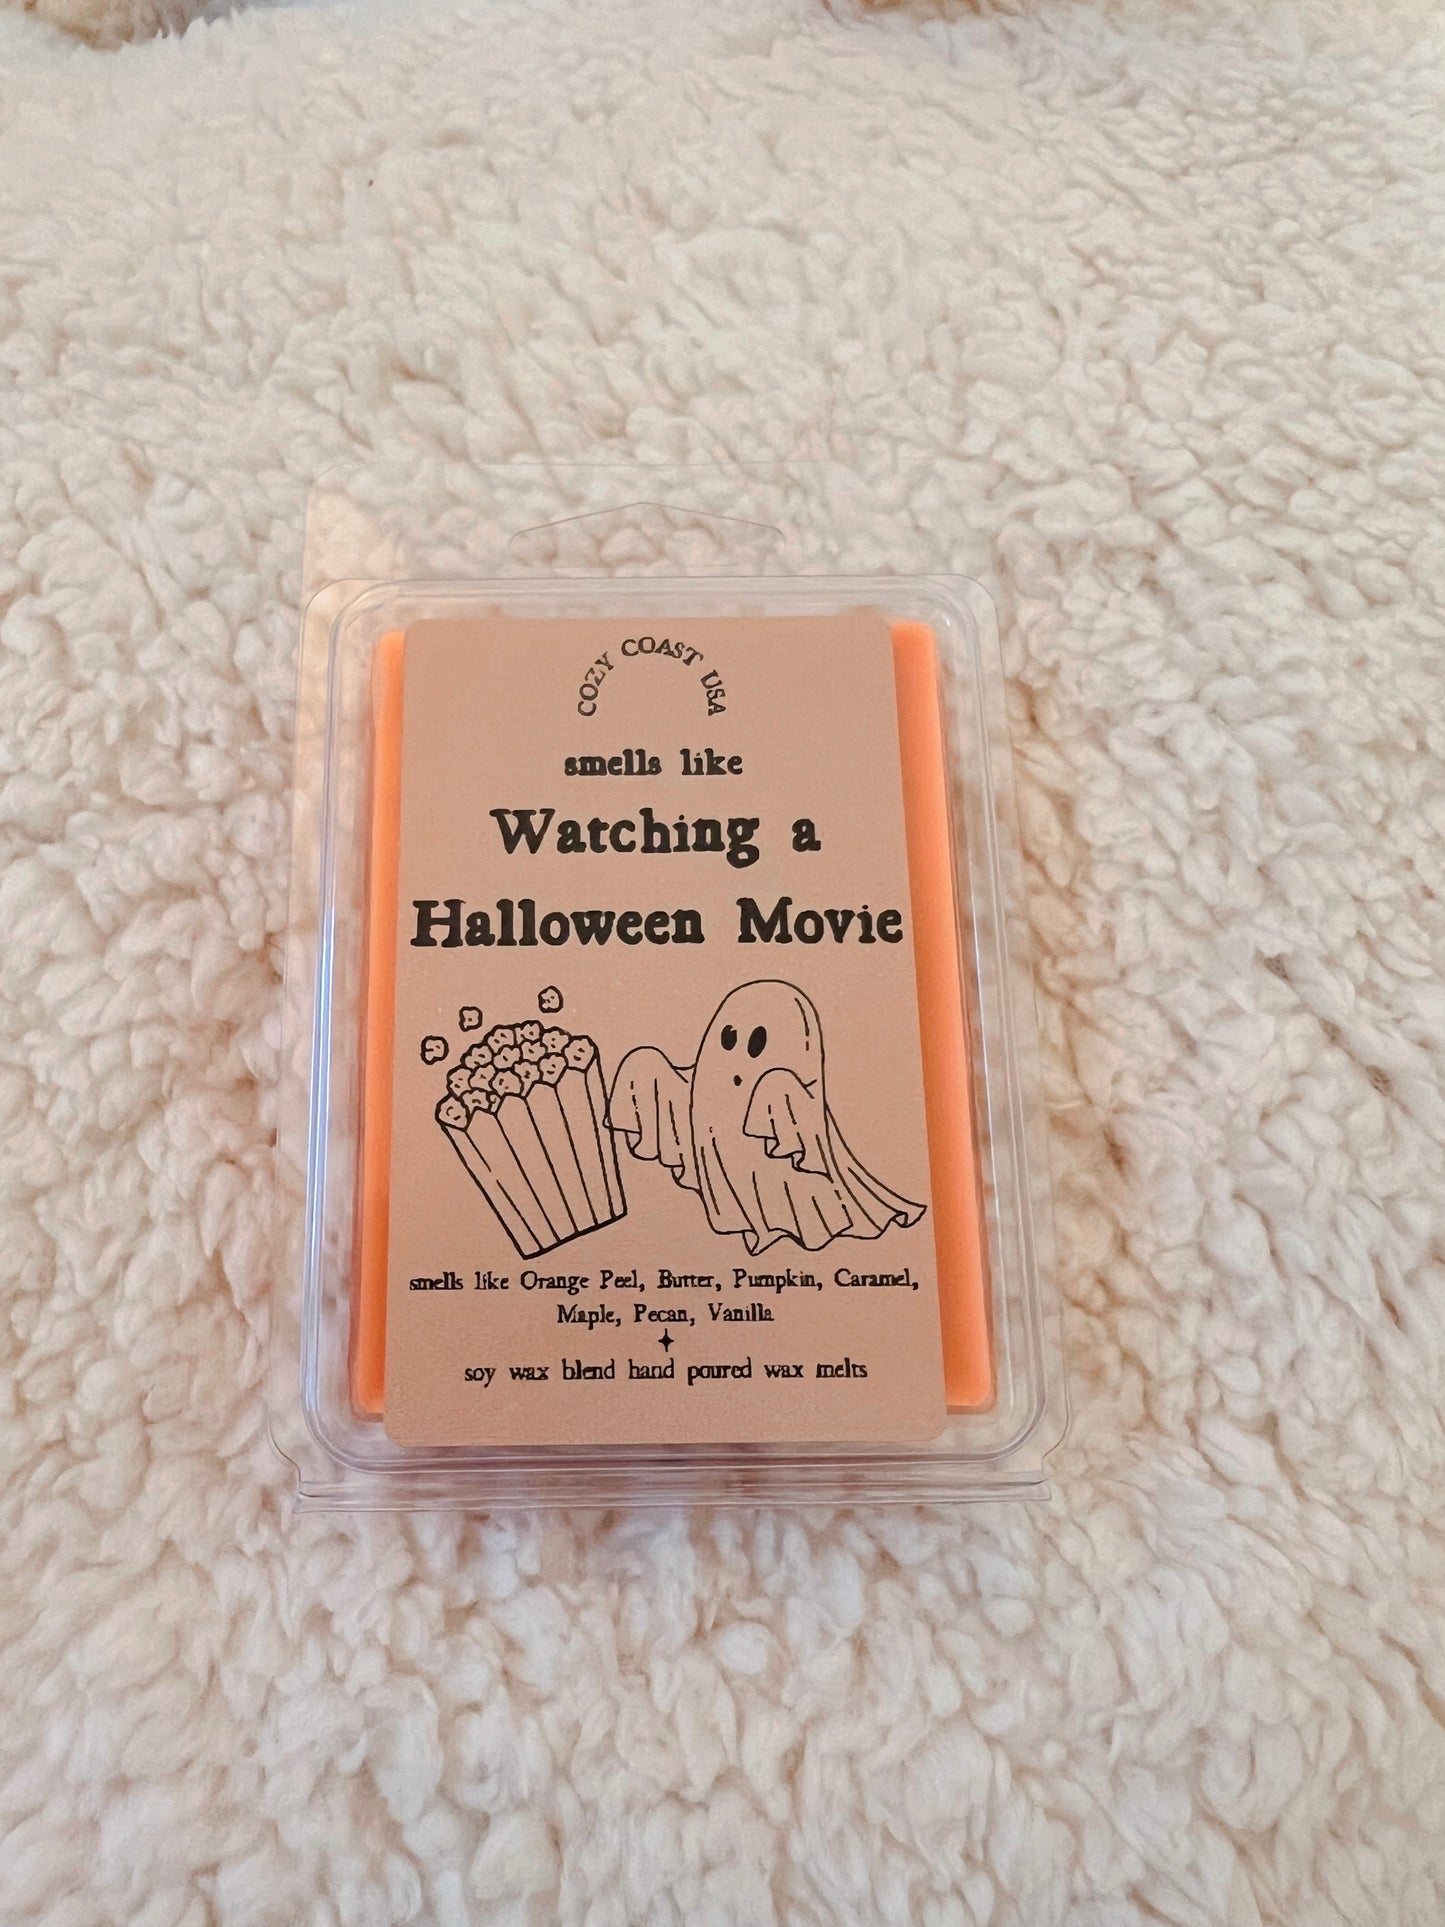 COZY COAST USA
smells like
Watching a
Halloween Movie
smells like Orange Peel, Butter, Pumpkin, Caramel,
Maple, Pecan, Vanilla
soy wax blend hand poured wax melts